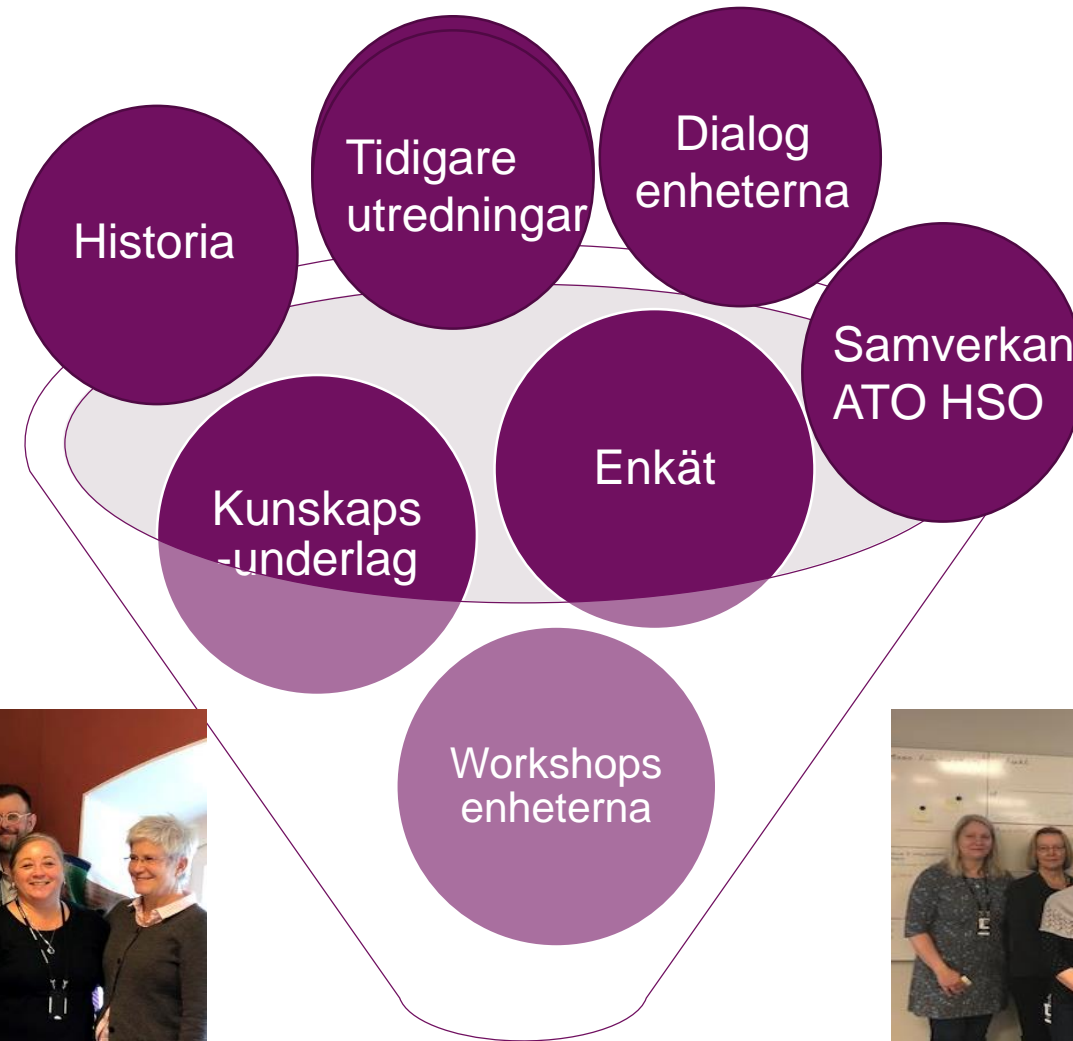 Historia
Tidigare
utredningar
Dialog
enheterna
Samverkan
ATO HSO
Kunskaps
-underlag
Enkät
Workshops
enheterna